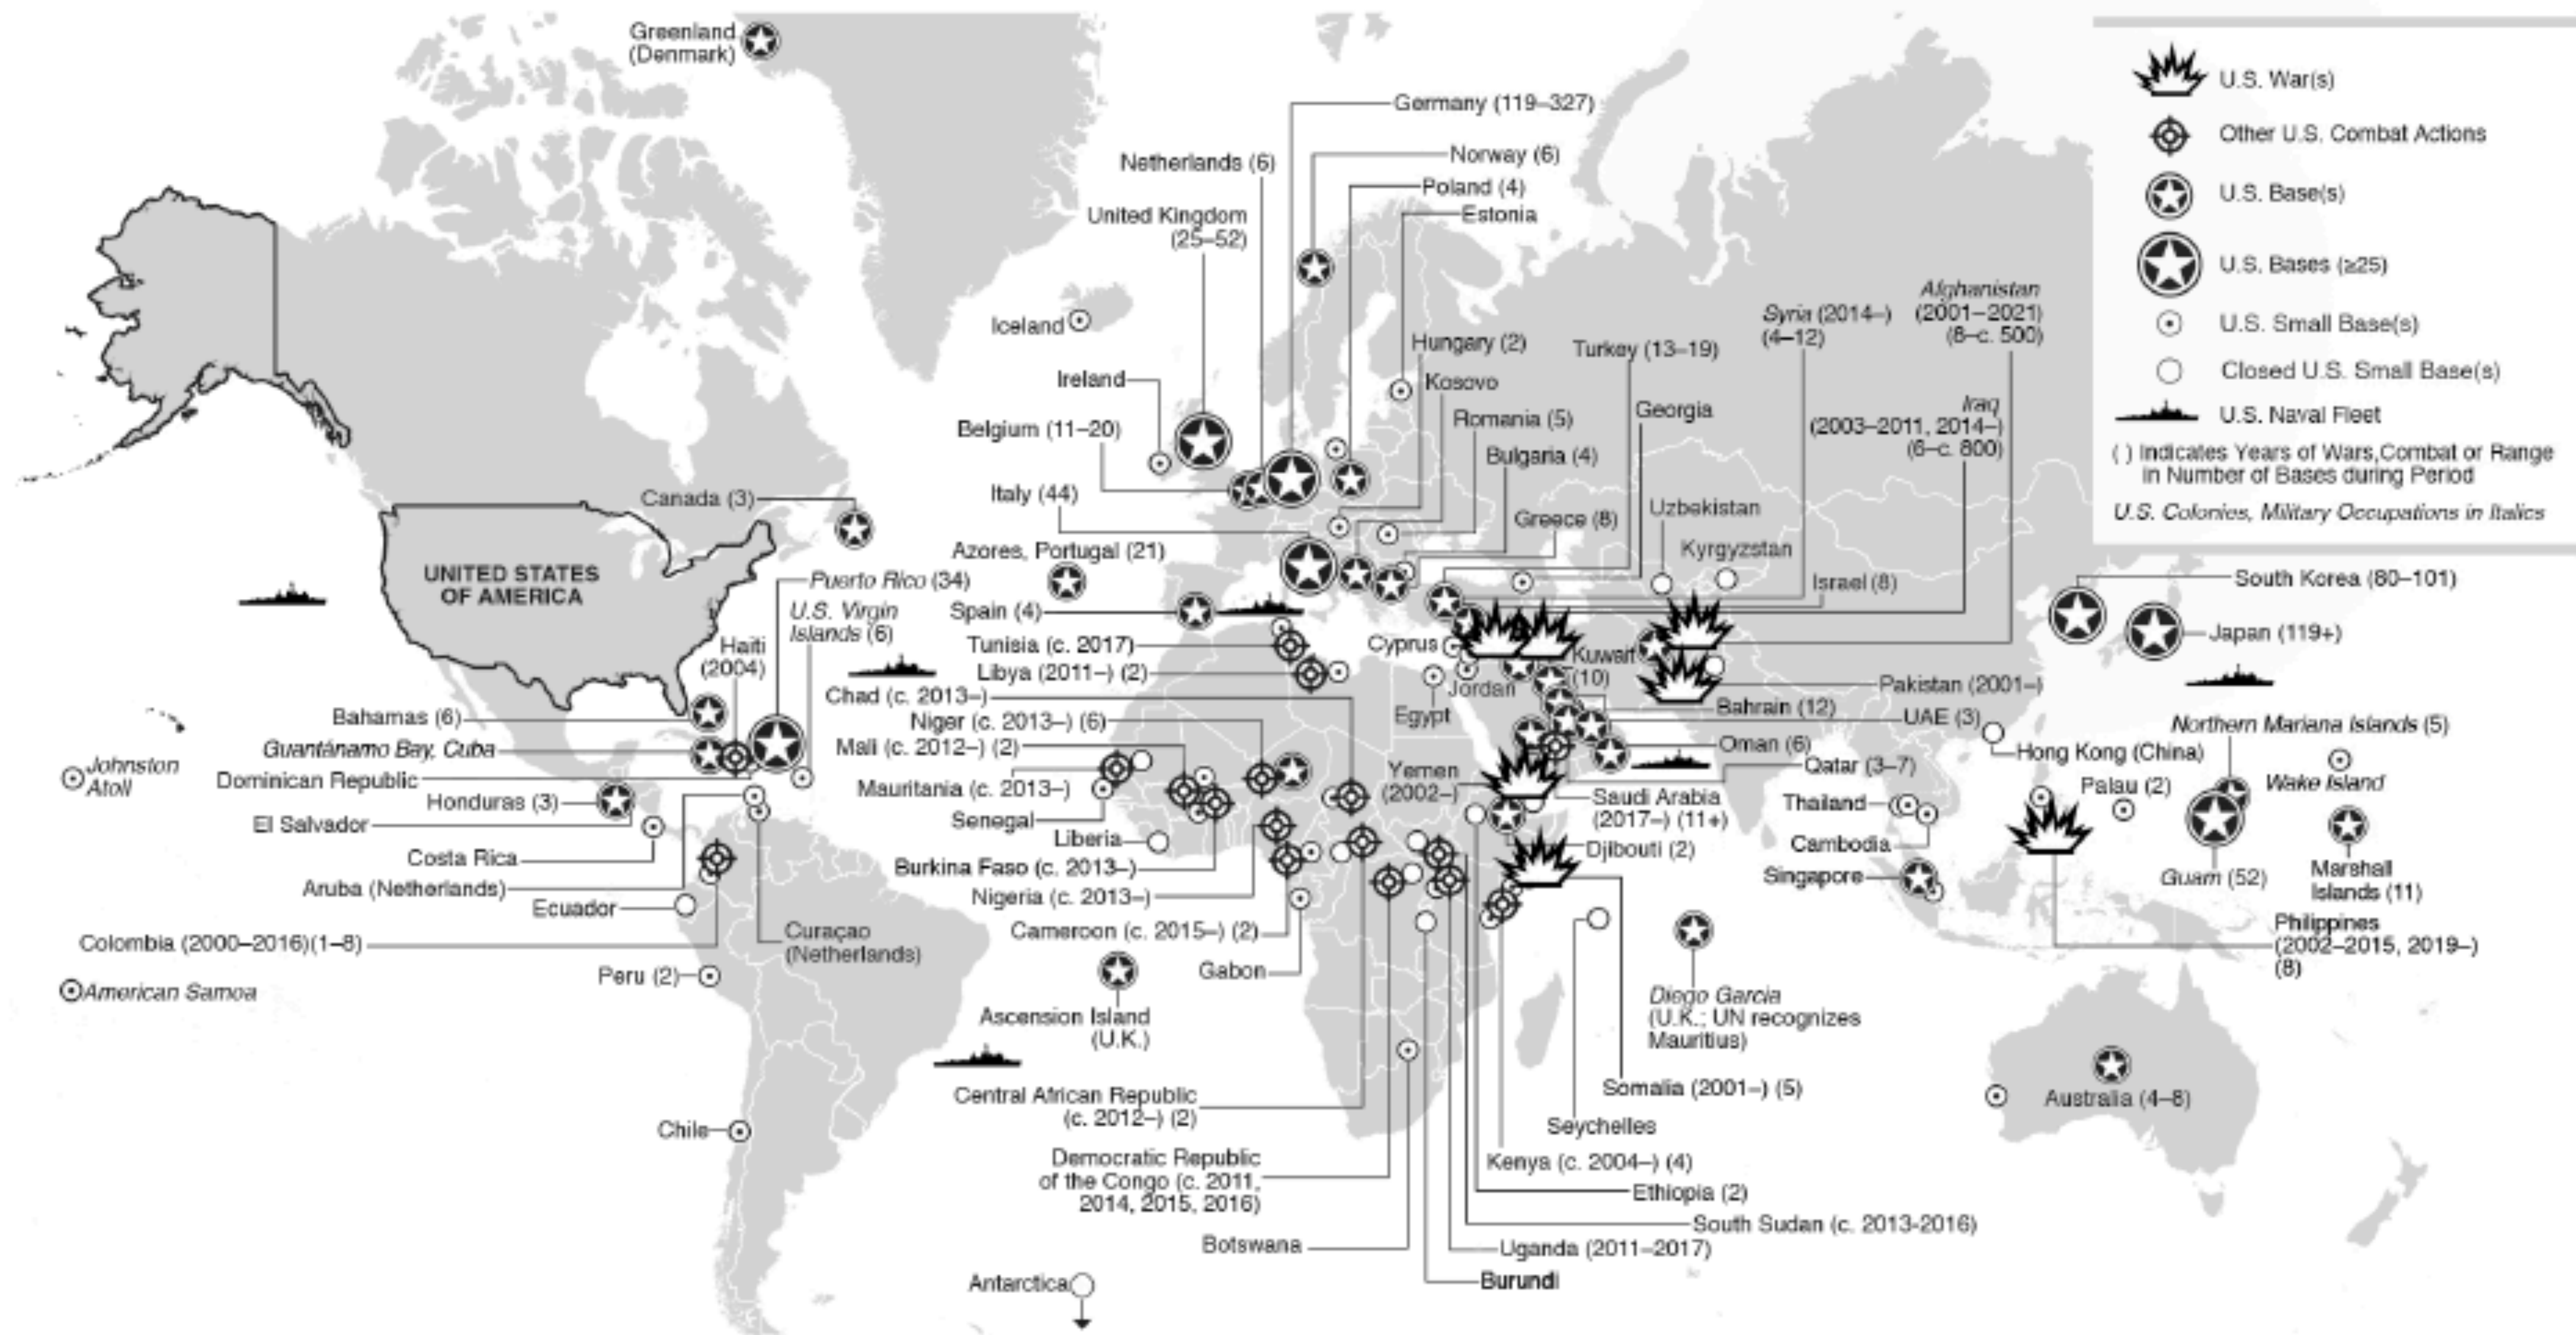 Greenland
(Denmark)
Germany (119–327)
Norway (6)
Netherlands (6)
Poland (4)
United Kingdom
(25–52)
Estonia
Iceland
Ireland
Belgium (11–20)
Italy (44)
Hungary (2)
Kosovo
Romania (5)
Bulgaria (4)
Greece (8)
Turkey (13–19)
Georgia
Syria (2014–)
(4–12)
Afghanistan
(2001–2021)
(8–c. 500)
Iraq
(2003–2011, 2014–)
(6–c. 800)
Uzbekistan
Kyrgyzstan
Israel (8)
U.S. War(s)
Other U.S. Combat Actions
U.S. Base(s)
U.S. Bases (≥25)
U.S. Small Base(s)
Closed U.S. Small Base(s)
U.S. Naval Fleet
( ) Indicates Years of Wars,Combat or Range
in Number of Bases during Period
U.S. Colonies, Military Occupations in Italics
Canada (3)
UNITED STATES
OF AMERICA
Azores, Portugal (21)
Puerto Rico (34)
U.S. Virgin
Islands (6)
Spain (4)
Haiti
(2004)
Tunisia (c. 2017)
Libya (2011–) (2)
Chad (c. 2013–)
Niger (c. 2013–) (6)
Mali (c. 2012–) (2)
Mauritania (c. 2013–)
Senegal
Liberia
Burkina Faso (c. 2013–)
Nigeria (c. 2013–)
Cameroon (c. 2015–) (2)
Gabon
Bahamas (6)
Guantánamo Bay, Cuba
Johnston
Atoll
Dominican Republic
Honduras (3)
El Salvador
Costa Rica
Aruba (Netherlands)
Ecuador
Colombia (2000–2016)(1–8)
Curaçao
(Netherlands)
Peru (2)
American Samoa
Chile
Ascension Island
(U.K.)
Central African Republic
(c. 2012–) (2)
Democratic Republic
of the Congo (c. 2011,
2014, 2015, 2016)
Botswana
Antarctica
Cyprus
Jordan
Egypt
Kuwait
(10)
Pakistan (2001–)
Bahrain (12)
UAE (3)
Oman (6)
Qatar (3–7)
Yemen
(2002–)
Saudi Arabia
(2017–) (11+)
Djibouti (2)
Diego Garcia
(U.K.; UN recognizes
Mauritius)
Somalia (2001–) (5)
Seychelles
Kenya (c. 2004–) (4)
Ethiopia (2)
South Sudan (c. 2013-2016)
Uganda (2011–2017)
Burundi
South Korea (80–101)
Japan (119+)
Northern Mariana Islands (5)
Hong Kong (China)
Palau (2)
Wake Island
Thailand
Cambodia
Singapore
Guam (52)
Marshall
Islands (11)
Philippines
(2002–2015, 2019–)
(8)
Australia (4–8)